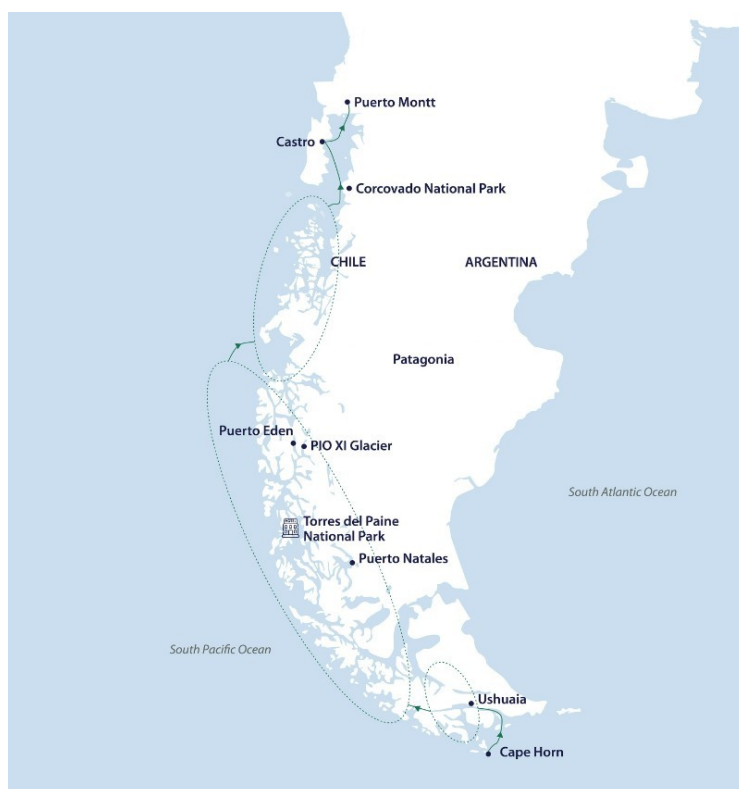 Puerto Montt
Castro
Corcovado National Park
CHILE
ARGENTINA
Patagonia
Puerto Eden
PIO XI Glacier
South Atlantic Ocean
HOTEL
Torres del Paine
National Park
Puerto Natales
South Pacific Ocean
Ushuaia
Cape Horn